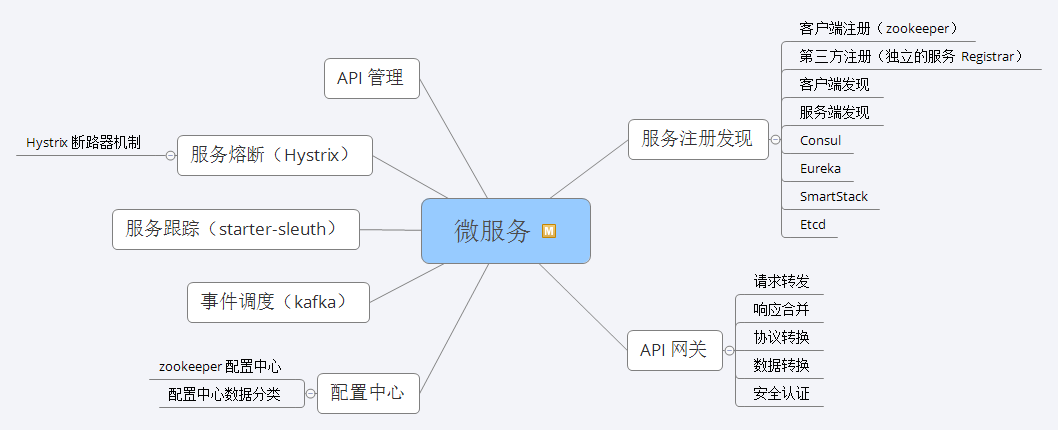 微服务
M
服务注册发现
客户端注册（zookeeper）
第三方注册（独立的服务 Registrar）
客户端发现
服务端发现
Consul
Eureka
SmartStack
Etcd
API 网关
请求转发
响应合并
协议转换
数据转换
安全认证
API 管理
服务熔断（Hystrix）
Hystrix 断路器机制
服务跟踪（starter-sleuth）
事件调度（kafka）
配置中心
zookeeper 配置中心
配置中心数据分类